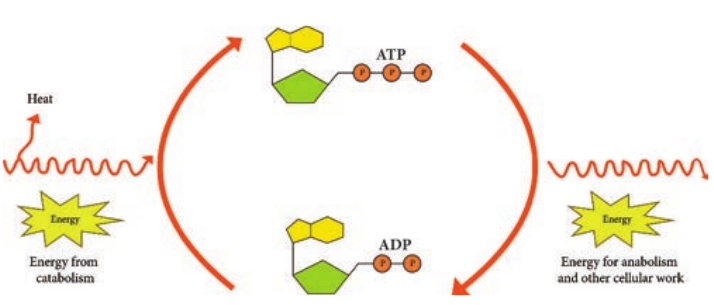 ATP
P P P
Heat
Energy
Energy from
catabolism
ADP
P P
Energy
Energy for anabolism
and other cellular work